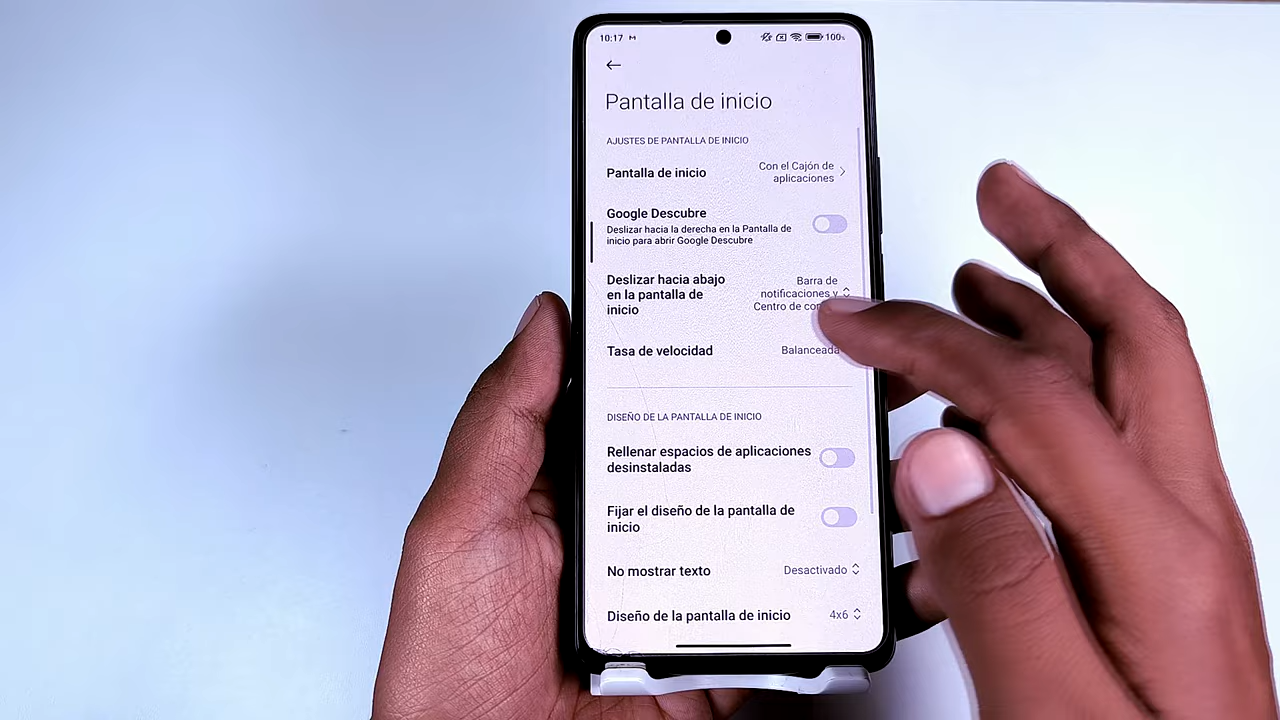 10:17 100%
Pantalla de inicio
AJUSTES DE PANTALLA DE INICIO
Pantalla de inicio
Con el Cajón de
aplicaciones
Google Descubre
Deslizar hacia la derecha en la Pantalla de
inicio para abrir Google Descubre
Deslizar hacia abajo
en la pantalla de
inicio
Barra de
notificaciones y
Centro de
Tasa de velocidad
Balanceada
DISEÑO DE LA PANTALLA DE INICIO
Rellenar espacios de aplicaciones
desinstaladas
Fijar el diseño de la pantalla de
inicio
No mostrar texto
Desactivado
Diseño de la pantalla de inicio
4x6